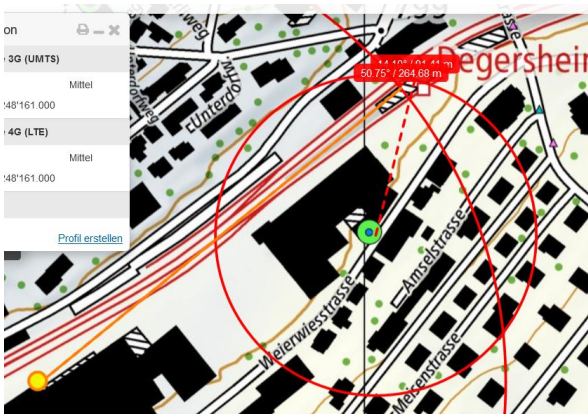 on
3G (UMTS)
Mittel
248'161.000
4G (LTE)
Mittel
248'161.000
Profil erstellen
50.75° / 264.68 m
Degersheim
Unterdorfweg
Unterdorf
Weierwiesstrasse
Amselstrasse
Meisenstrasse